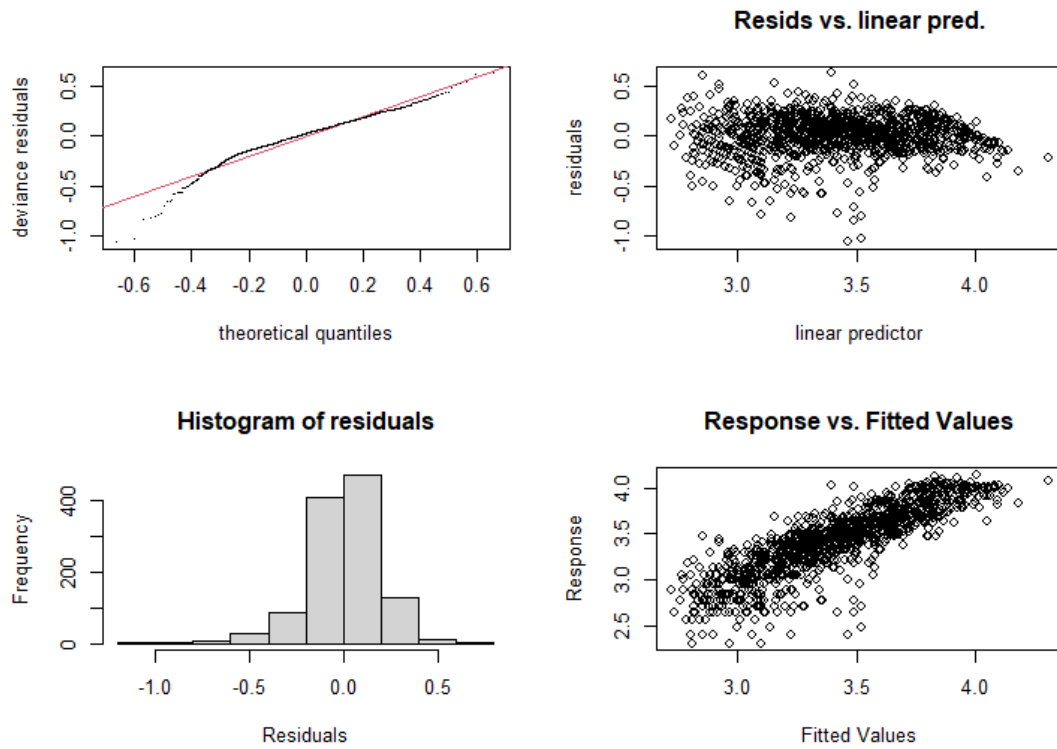 deviance residuals
0.5
0.0
-0.5
-1.0
-0.6
-0.4
-0.2
0.0
0.2
0.4
0.6
theoretical quantiles
Resids vs. linear pred.
residuals
0.5
0.0
-0.5
-1.0
3.0
3.5
4.0
linear predictor
Histogram of residuals
Frequency
400
200
0
-1.0
-0.5
0.0
0.5
Residuals
Response vs. Fitted Values
Response
4.0
3.5
3.0
2.5
3.0
3.5
4.0
Fitted Values